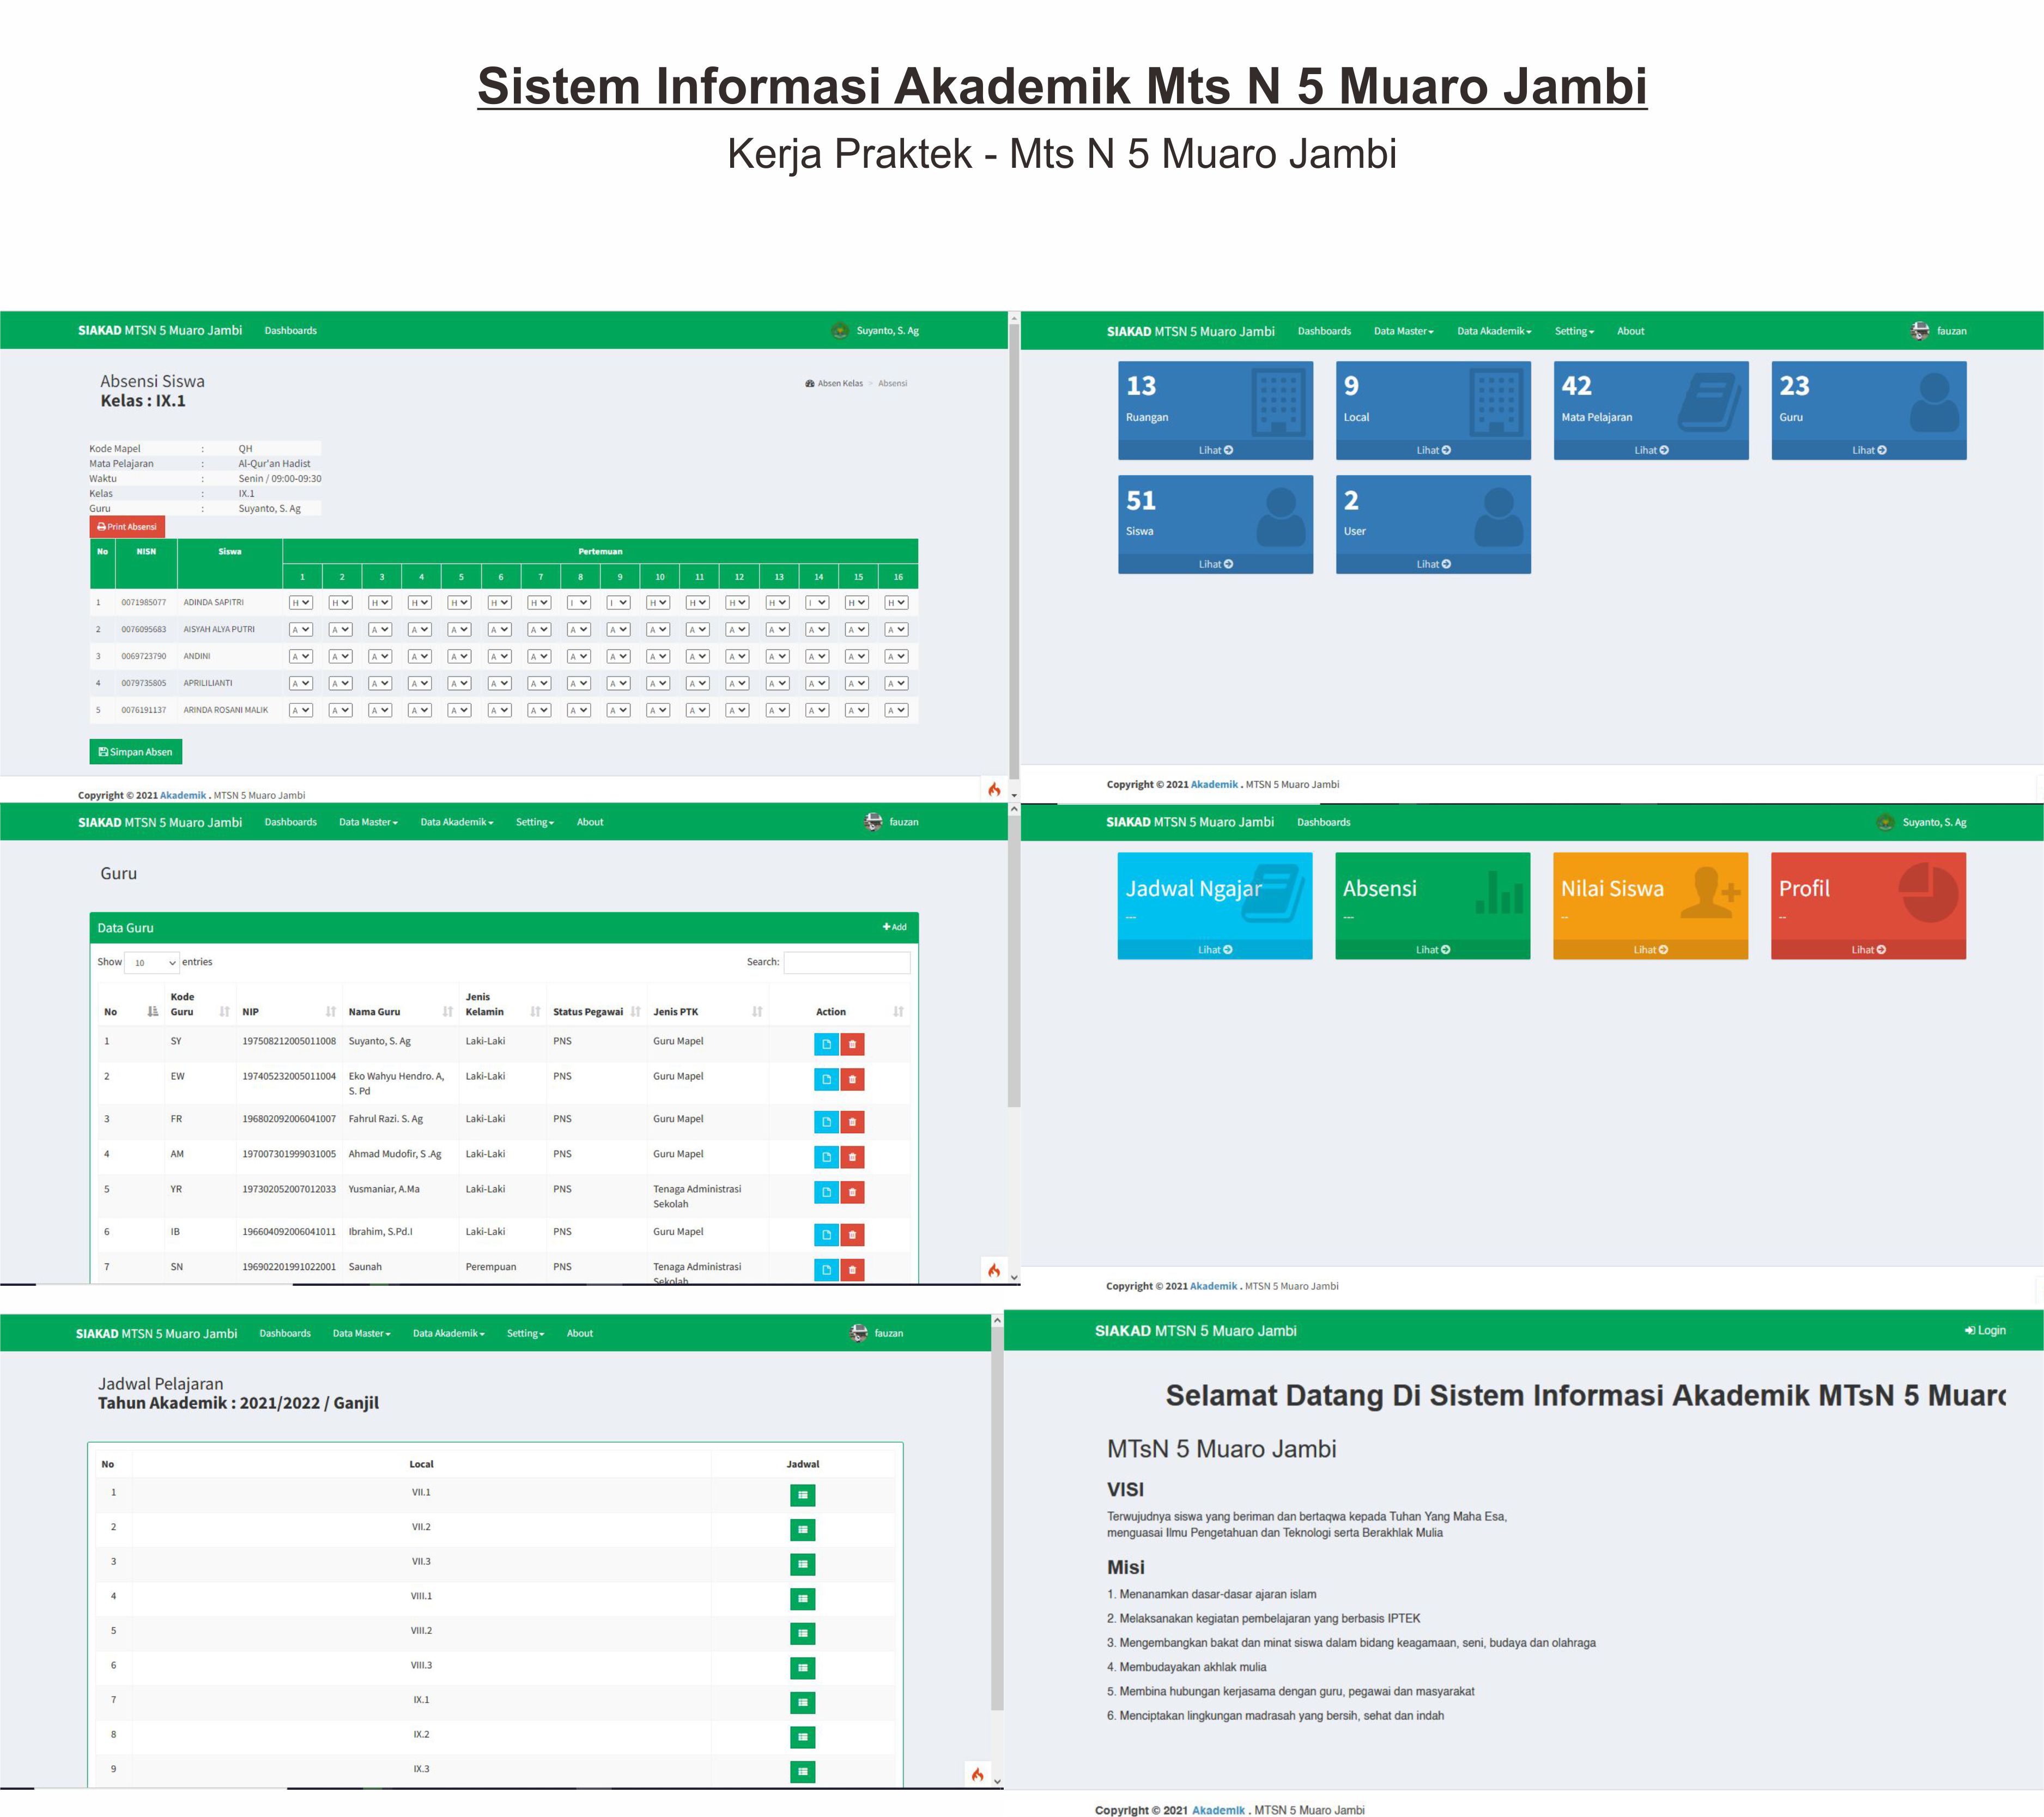 Sistem Informasi Akademik Mts N 5 Muaro Jambi
Kerja Praktek - Mts N 5 Muaro Jambi
SIAKAD MTSN 5 Muaro Jambi Dashboards Suyanto, S. Ag
Absensi Siswa
Kelas : IX.1
Absen Kelas > Absensi
Kode Mapel : QH
Mata Pelajaran : Al-Qur'an Hadist
Waktu : Senin / 09:00-09:30
Kelas : IX.1
Guru : Suyanto, S. Ag
Print Absensi
No NISN Siswa Pertemuan
1 2 3 4 5 6 7 8 9 10 11 12 13 14 15 16
1 0071985077 ADINDA SAPITRI H H H H H H H I I H H H H I H H
2 0076095683 AISYAH ALYA PUTRI A A A A A A A A A A A A A A A A
3 0069723790 ANDINI A A A A A A A A A A A A A A A A
4 0079735805 APRILILIANTI A A A A A A A A A A A A A A A A
5 0076191137 ARINDA ROSANI MALIK A A A A A A A A A A A A A A A A
Simpan Absen
Copyright © 2021 Akademik . MTSN 5 Muaro Jambi
SIAKAD MTSN 5 Muaro Jambi Dashboards Data Master Data Akademik Setting About fauzan
13
Ruangan
Lihat
9
Local
Lihat
42
Mata Pelajaran
Lihat
23
Guru
Lihat
51
Siswa
Lihat
2
User
Lihat
Copyright © 2021 Akademik . MTSN 5 Muaro Jambi
SIAKAD MTSN 5 Muaro Jambi Dashboards Data Master Data Akademik Setting About fauzan
Guru
Data Guru +Add
Show 10 entries Search:
No Kode Guru NIP Nama Guru Jenis Kelamin Status Pegawai Jenis PTK Action
1 SY 197508212005011008 Suyanto, S. Ag Laki-Laki PNS Guru Mapel
2 EW 197405232005011004 Eko Wahyu Hendro. A, S. Pd Laki-Laki PNS Guru Mapel
3 FR 196802092006041007 Fahrul Razi. S. Ag Laki-Laki PNS Guru Mapel
4 AM 197007301999031005 Ahmad Mudofir, S .Ag Laki-Laki PNS Guru Mapel
5 YR 197302052007012033 Yusmaniar, A.Ma Laki-Laki PNS Tenaga Administrasi Sekolah
6 IB 196604092006041011 Ibrahim, S.Pd.I Laki-Laki PNS Guru Mapel
7 SN 196902201991022001 Saunah Perempuan PNS Tenaga Administrasi Sekolah
SIAKAD MTSN 5 Muaro Jambi Dashboards Suyanto, S. Ag
Jadwal Ngajar
---
Lihat
Absensi
---
Lihat
Nilai Siswa
--
Lihat
Profil
--
Lihat
Copyright © 2021 Akademik . MTSN 5 Muaro Jambi
SIAKAD MTSN 5 Muaro Jambi Dashboards Data Master Data Akademik Setting About fauzan
Jadwal Pelajaran
Tahun Akademik : 2021/2022 / Ganjil
No Local Jadwal
1 VII.1
2 VII.2
3 VII.3
4 VIII.1
5 VIII.2
6 VIII.3
7 IX.1
8 IX.2
9 IX.3
SIAKAD MTSN 5 Muaro Jambi Login
Selamat Datang Di Sistem Informasi Akademik MTsN 5 Muaro
MTsN 5 Muaro Jambi
VISI
Terwujudnya siswa yang beriman dan bertaqwa kepada Tuhan Yang Maha Esa,
menguasai Ilmu Pengetahuan dan Teknologi serta Berakhlak Mulia
Misi
1. Menanamkan dasar-dasar ajaran islam
2. Melaksanakan kegiatan pembelajaran yang berbasis IPTEK
3. Mengembangkan bakat dan minat siswa dalam bidang keagamaan, seni, budaya dan olahraga
4. Membudayakan akhlak mulia
5. Membina hubungan kerjasama dengan guru, pegawai dan masyarakat
6. Menciptakan lingkungan madrasah yang bersih, sehat dan indah
Copyright © 2021 Akademik . MTSN 5 Muaro Jambi